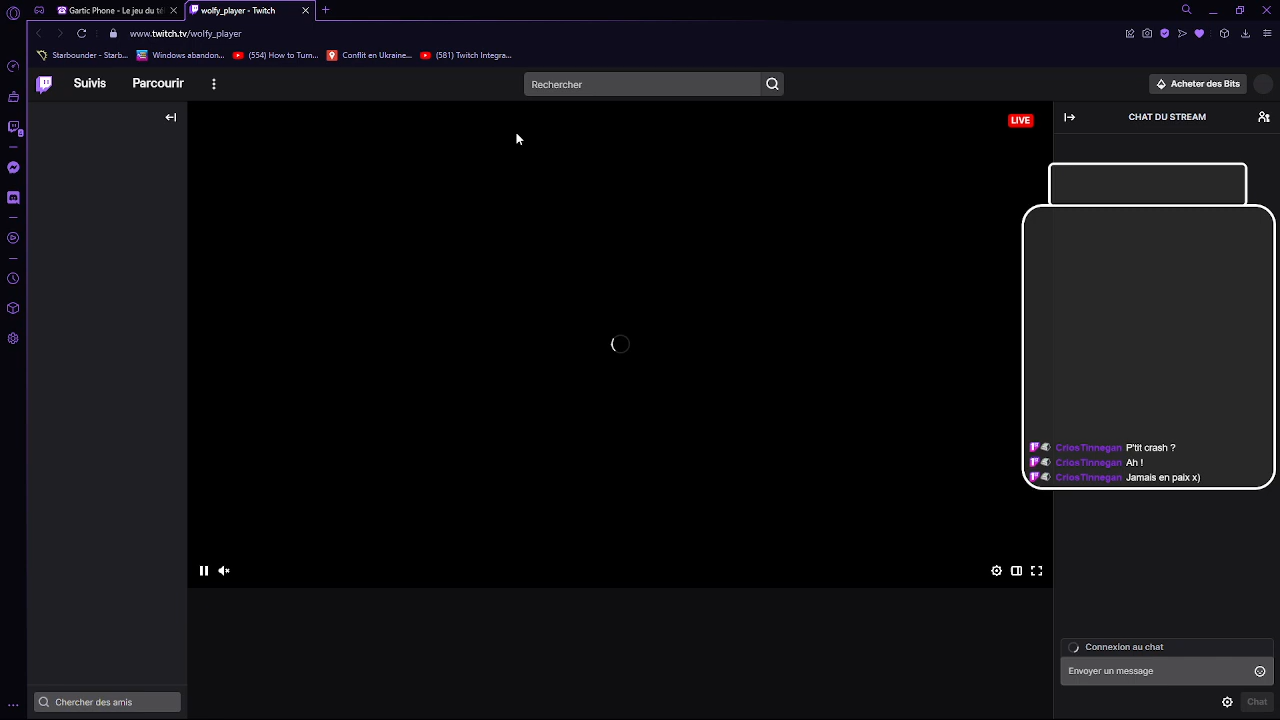 Gartic Phone - Le jeu du té
wolfy_player - Twitch
www.twitch.tv/wolfy_player
Starbounder - Starb...
Windows abandon...
(554) How to Turn...
Conflit en Ukraine...
(581) Twitch Integra...
Suivis
Parcourir
Rechercher
Acheter des Bits
LIVE
CHAT DU STREAM
CriosTinnegan P'tit crash ?
CriosTinnegan Ah !
CriosTinnegan Jamais en paix x)
Connexion au chat
Envoyer un message
Chercher des amis
Chat